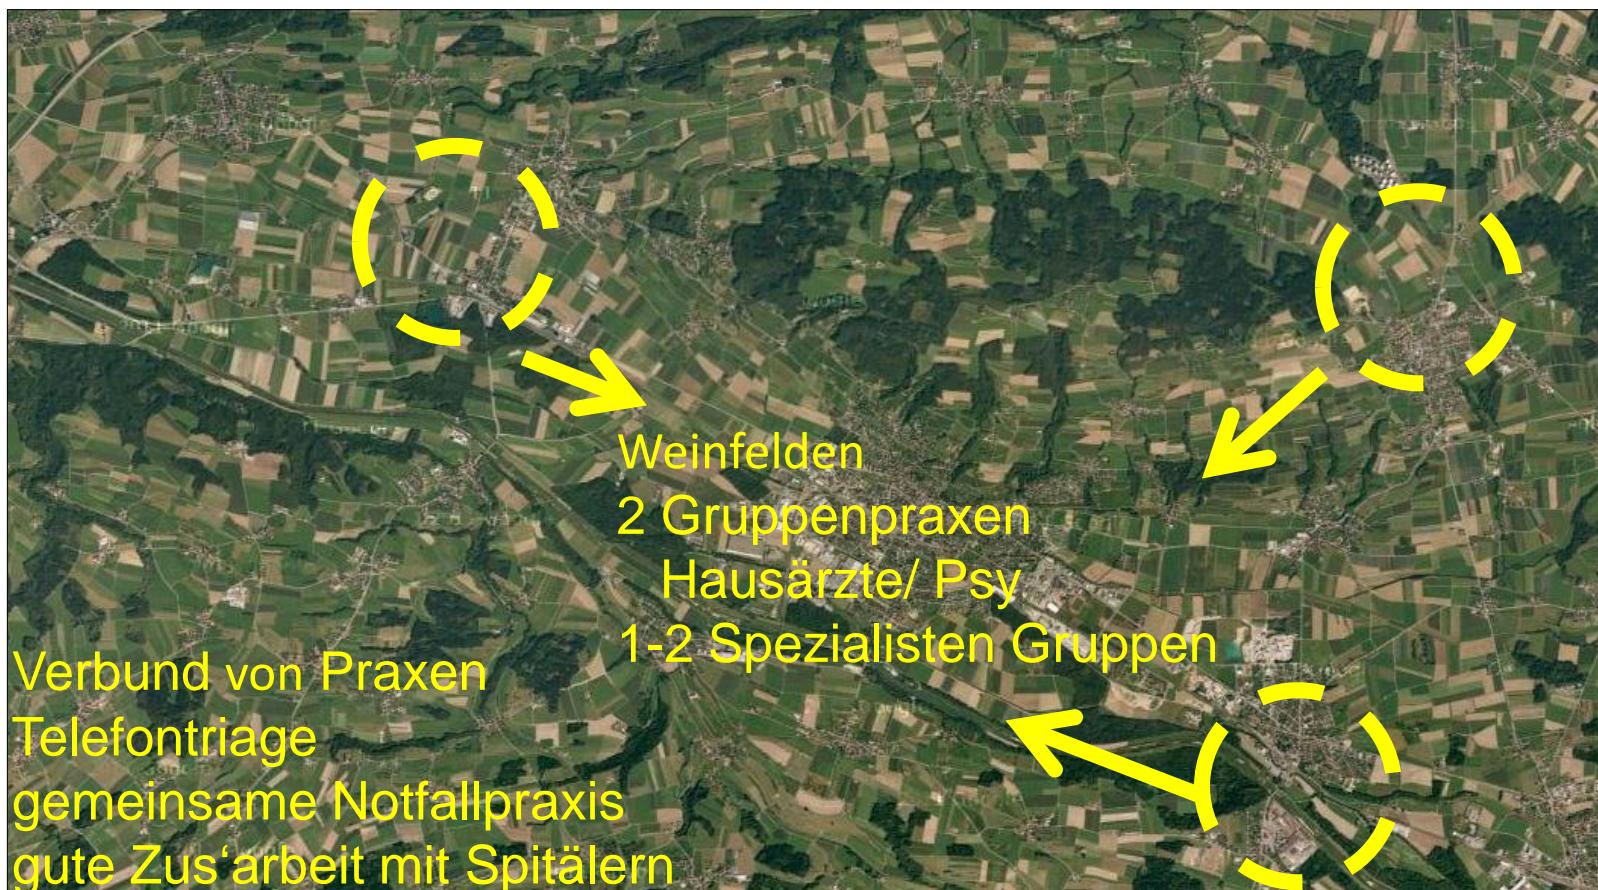 Weinfelden
2 Gruppenpraxen
Hausärzte/ Psy
1-2 Spezialisten Gruppen
Verbund von Praxen
Telefontriage
gemeinsame Notfallpraxis
gute Zus‘arbeit mit Spitälern